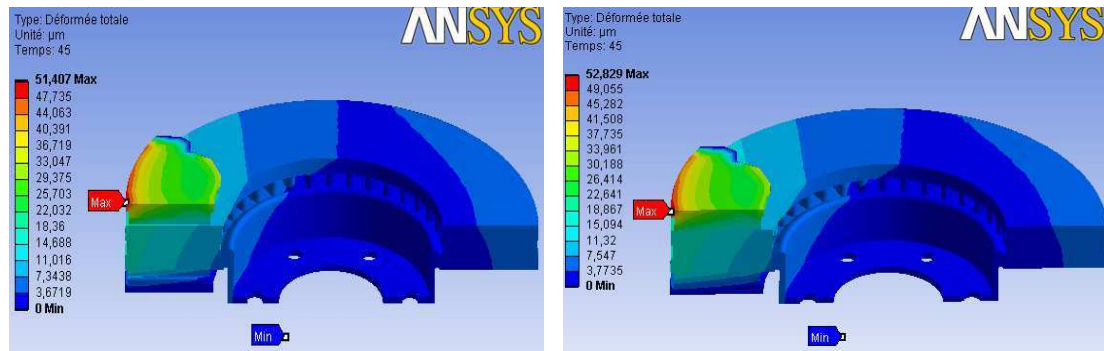 Type: Déformée totale
Unité: µm
Temps: 45
ANSYS
51,407 Max
47,735
44,063
40,391
36,719
33,047
29,375
25,703
22,032
18,36
14,688
11,016
7,3438
3,6719
0 Min
Max
Min
Type: Déformée totale
Unité: µm
Temps: 45
ANSYS
52,829 Max
49,055
45,282
41,508
37,735
33,961
30,188
26,414
22,641
18,867
15,094
11,32
7,547
3,7735
0 Min
Max
Min